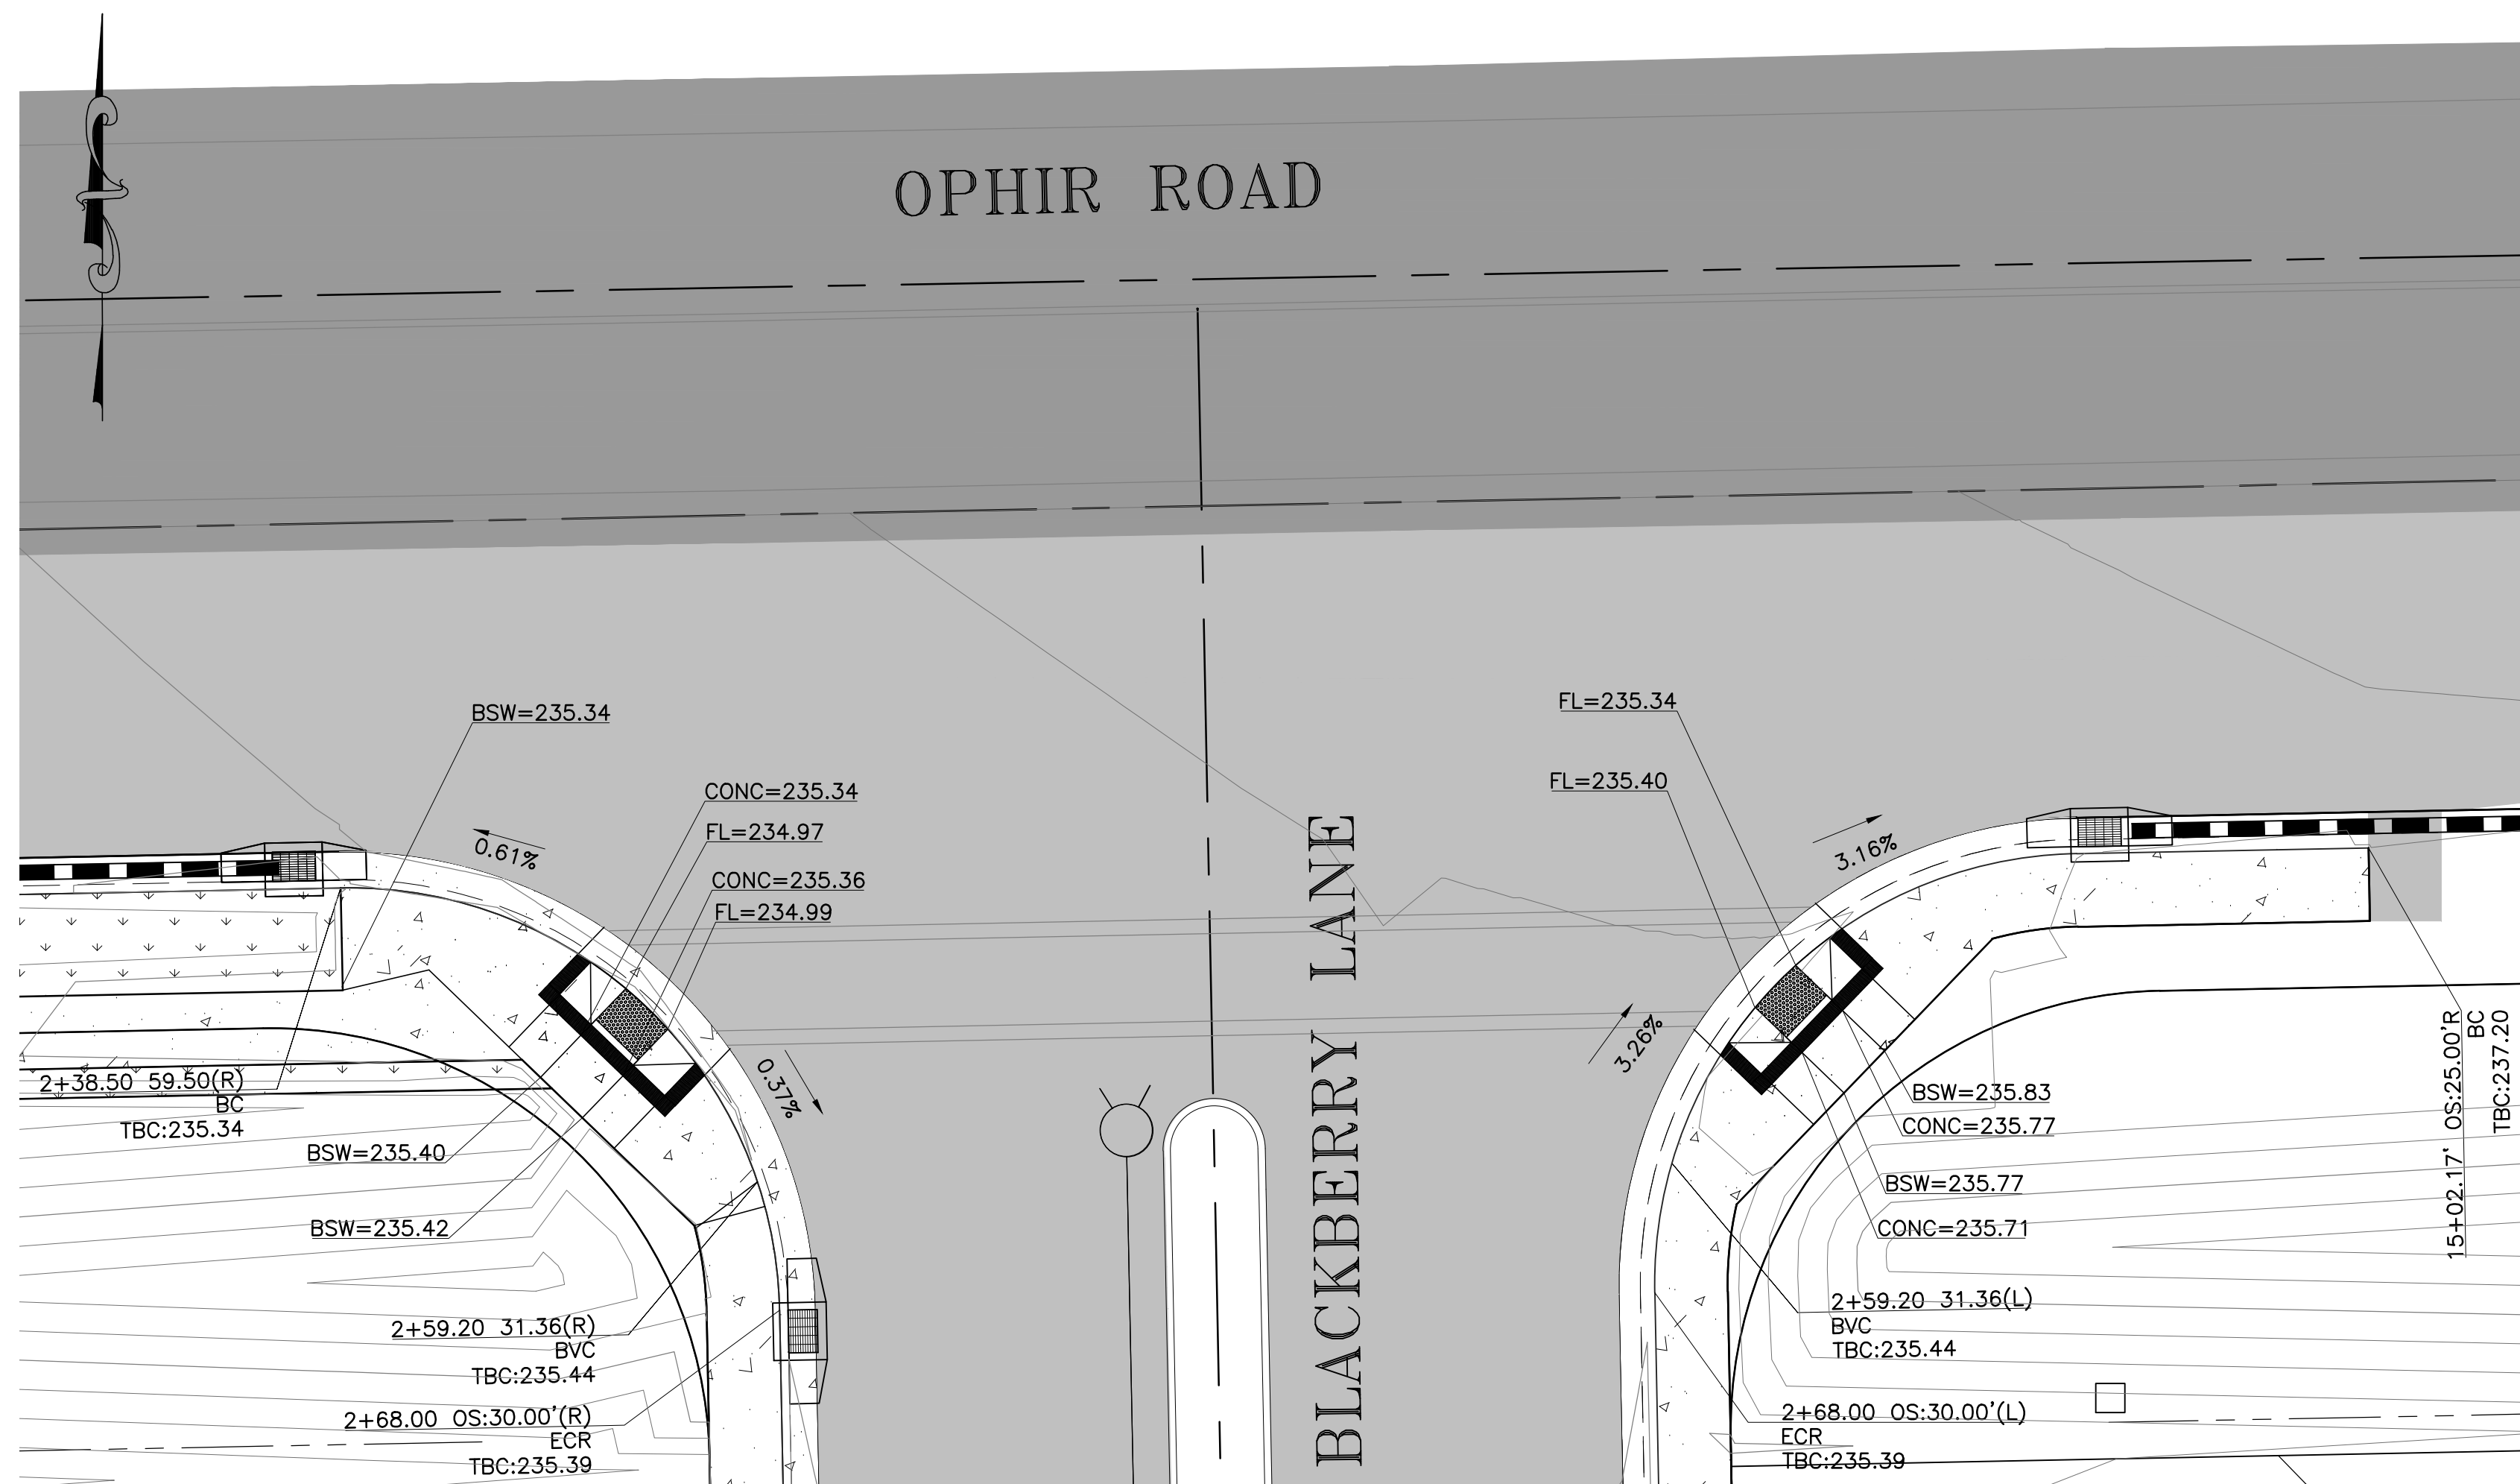 OPHIR ROAD
BLACKBERRY LANE
BSW=235.34
CONC=235.34
FL=234.97
CONC=235.36
FL=234.99
0.61%
0.37%
2+38.50 59.50(R)
BC
TBC:235.34
BSW=235.40
BSW=235.42
2+59.20 31.36(R)
BVC
TBC:235.44
2+68.00 OS:30.00'(R)
ECR
TBC:235.39
FL=235.34
FL=235.40
3.16%
3.26%
BSW=235.83
CONC=235.77
BSW=235.77
CONC=235.71
2+59.20 31.36(L)
BVC
TBC:235.44
2+68.00 OS:30.00'(L)
ECR
TBC:235.39
15+02.17' OS:25.00'R
BC
TBC:237.20